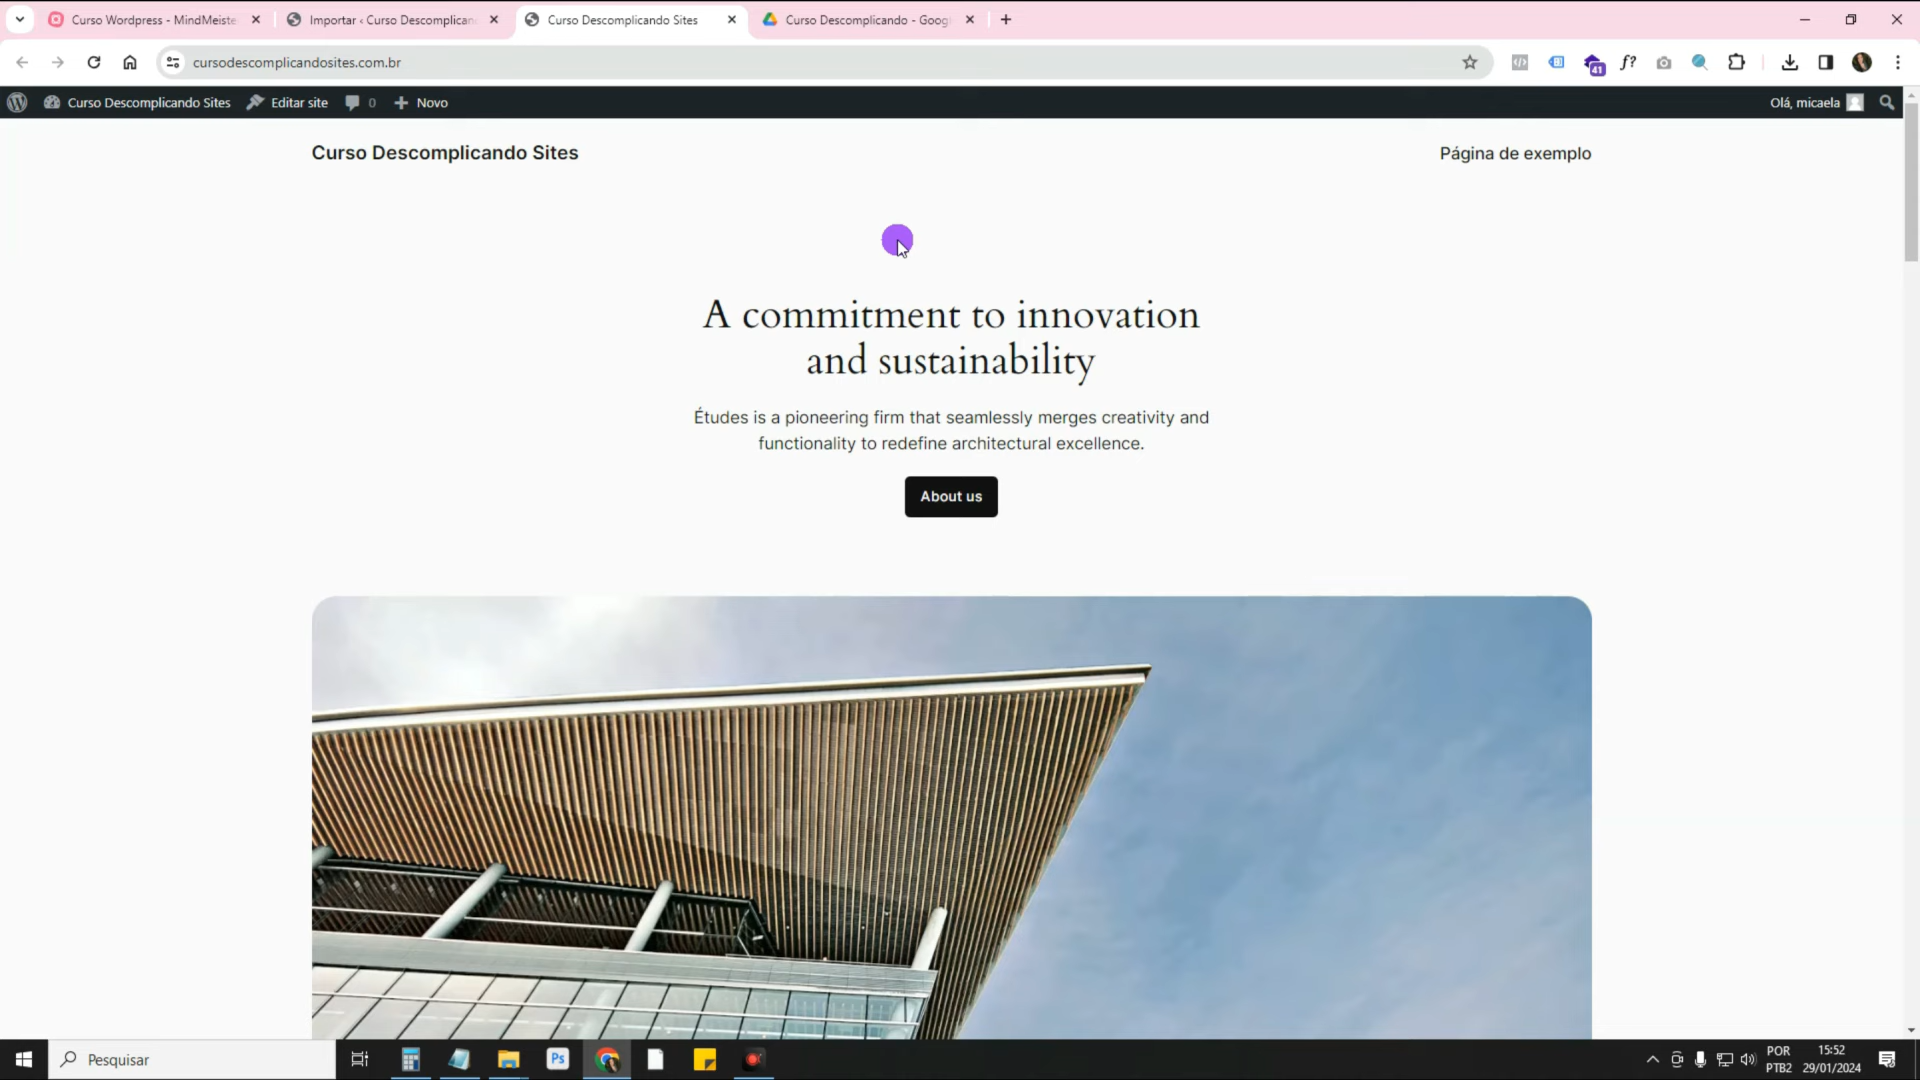 Curso Wordpress - MindMeiste
Importar ‹ Curso Descomplican
Curso Descomplicando Sites
Curso Descomplicando - Goog
cursodescomplicandosites.com.br
41
f?
Curso Descomplicando Sites
Editar site
0
Novo
Olá, micaela
Curso Descomplicando Sites
Página de exemplo
A commitment to innovation
and sustainability
Études is a pioneering firm that seamlessly merges creativity and
functionality to redefine architectural excellence.
About us
Pesquisar
Ps
POR
PTB2
15:52
29/01/2024